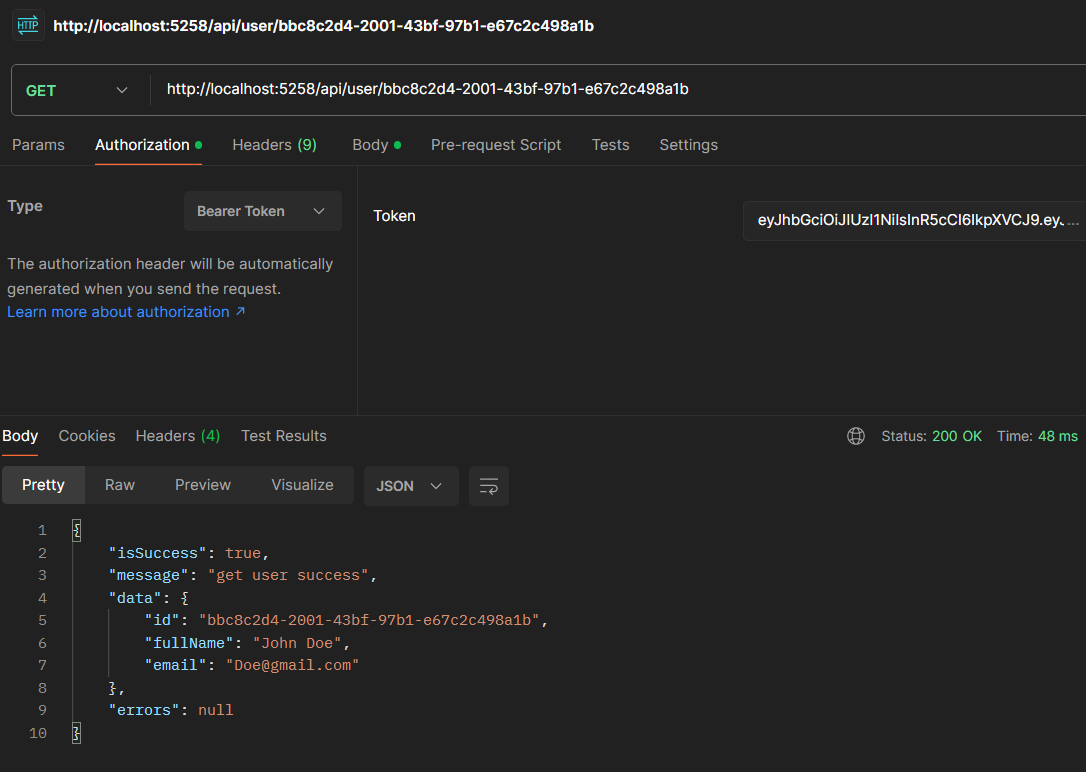 HTTP http://localhost:5258/api/user/bbc8c2d4-2001-43bf-97b1-e67c2c498a1b
GET http://localhost:5258/api/user/bbc8c2d4-2001-43bf-97b1-e67c2c498a1b
Params Authorization Headers (9) Body Pre-request Script Tests Settings
Type Bearer Token
Token eyJhbGciOiJIUzI1NiIsInR5cCI6IkpXVCJ9.eyJ...
The authorization header will be automatically
generated when you send the request.
Learn more about authorization ↗
Body Cookies Headers (4) Test Results Status: 200 OK Time: 48 ms
Pretty Raw Preview Visualize JSON
1 {
2 "isSuccess": true,
3 "message": "get user success",
4 "data": {
5 "id": "bbc8c2d4-2001-43bf-97b1-e67c2c498a1b",
6 "fullName": "John Doe",
7 "email": "Doe@gmail.com"
8 },
9 "errors": null
10 }